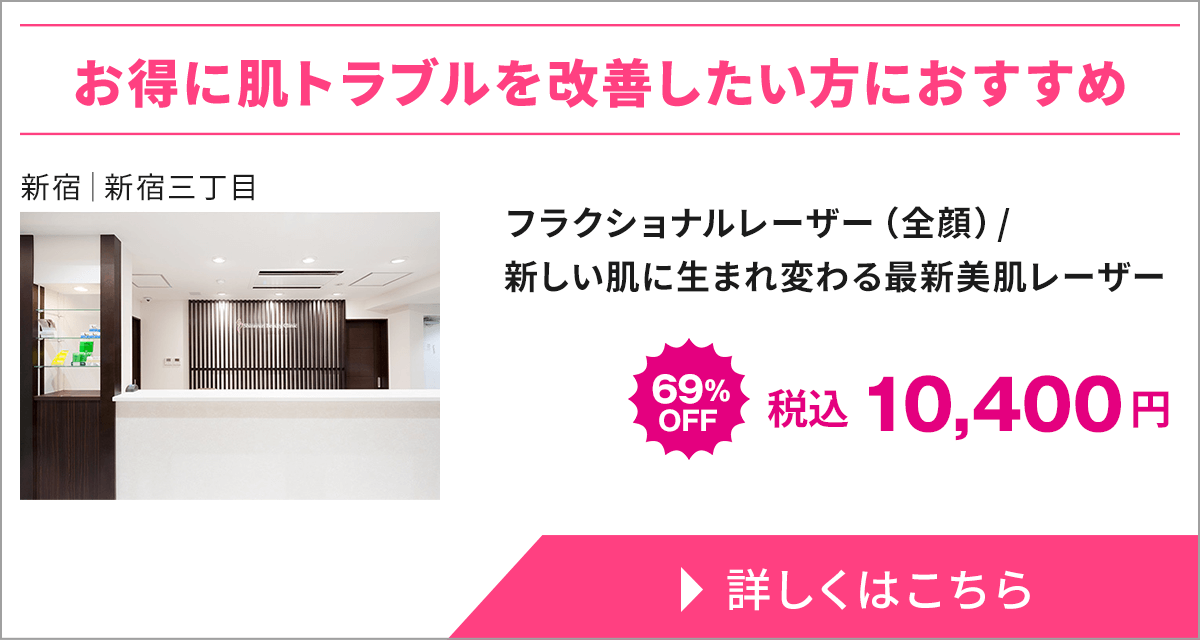 お得に肌トラブルを改善したい方におすすめ
新宿｜新宿三丁目
フラクショナルレーザー（全顔）/
新しい肌に生まれ変わる最新美肌レーザー
69%
OFF
税込 10,400円
詳しくはこちら